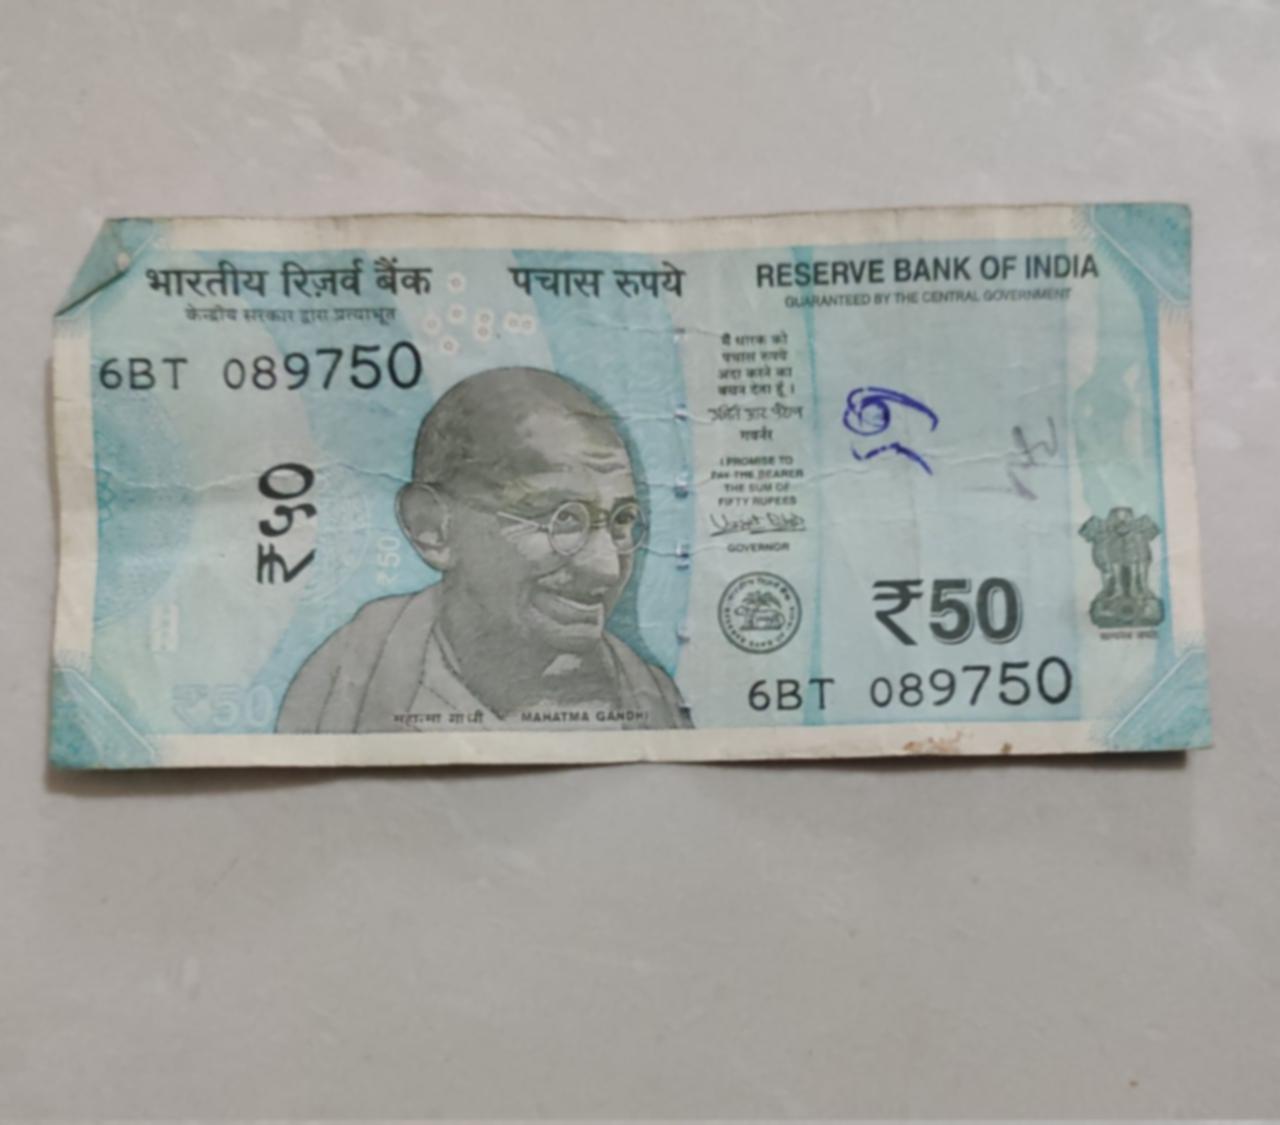 भारतीय रिज़र्व बैंक
केन्द्रीय सरकार द्वारा प्रत्याभूत
पचास रुपये
RESERVE BANK OF INDIA
GUARANTEED BY THE CENTRAL GOVERNMENT
6BT 089750
₹५०
₹50
₹50
मैं धारक को
पचास रुपये
अदा करने का
वचन देता हूँ।
गवर्नर
I PROMISE TO
PAY THE BEARER
THE SUM OF
FIFTY RUPEES
GOVERNOR
₹50
सत्यमेव जयते
6BT 089750
महात्मा गांधी MAHATMA GANDHI